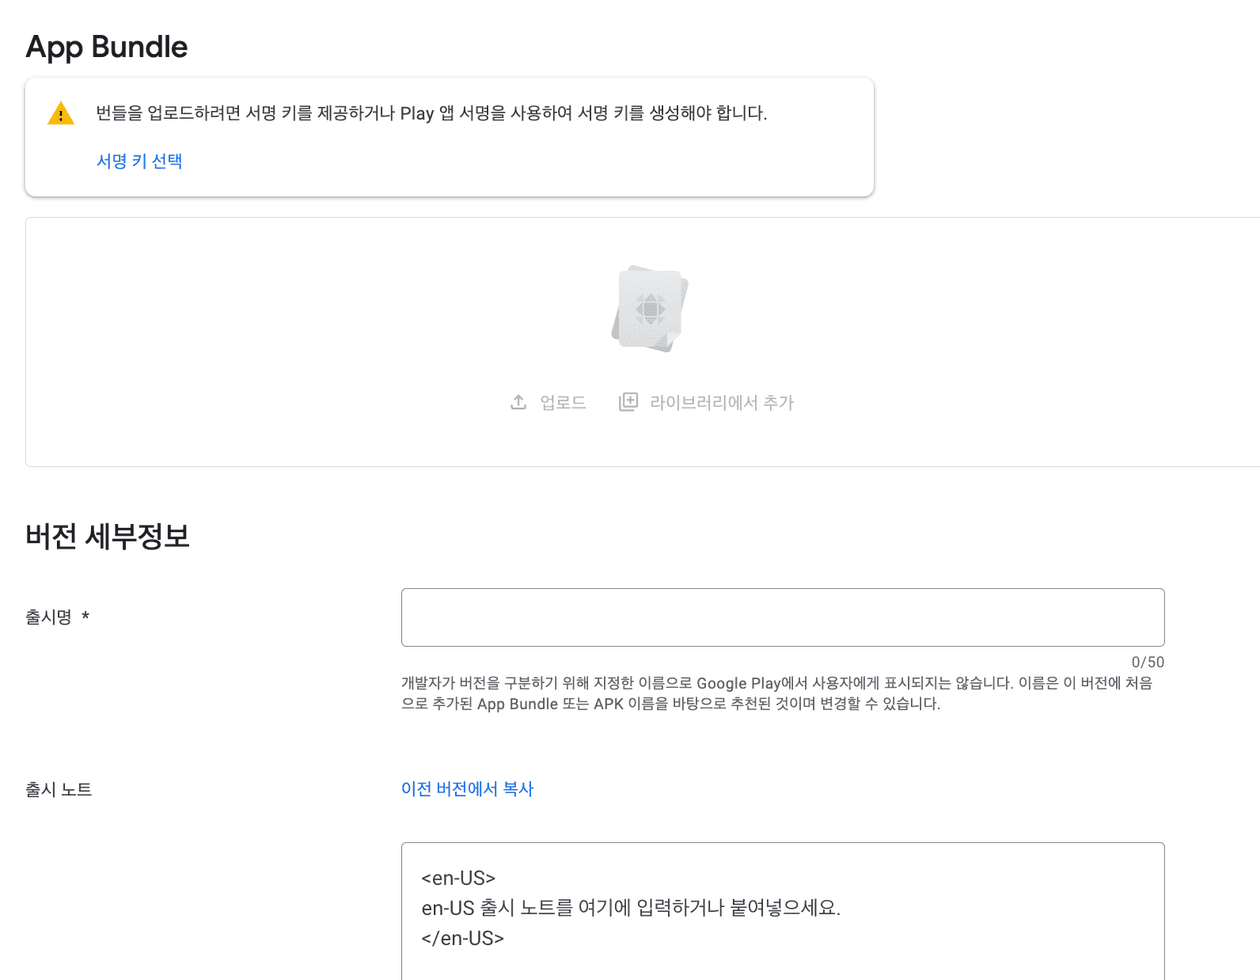 App Bundle
번들을 업로드하려면 서명 키를 제공하거나 Play 앱 서명을 사용하여 서명 키를 생성해야 합니다.
서명 키 선택
업로드 라이브러리에서 추가
버전 세부정보
출시명 *
0/50
개발자가 버전을 구분하기 위해 지정한 이름으로 Google Play에서 사용자에게 표시되지는 않습니다. 이름은 이 버전에 처음
으로 추가된 App Bundle 또는 APK 이름을 바탕으로 추천된 것이며 변경할 수 있습니다.
출시 노트 이전 버전에서 복사
<en-US>
en-US 출시 노트를 여기에 입력하거나 붙여넣으세요.
</en-US>